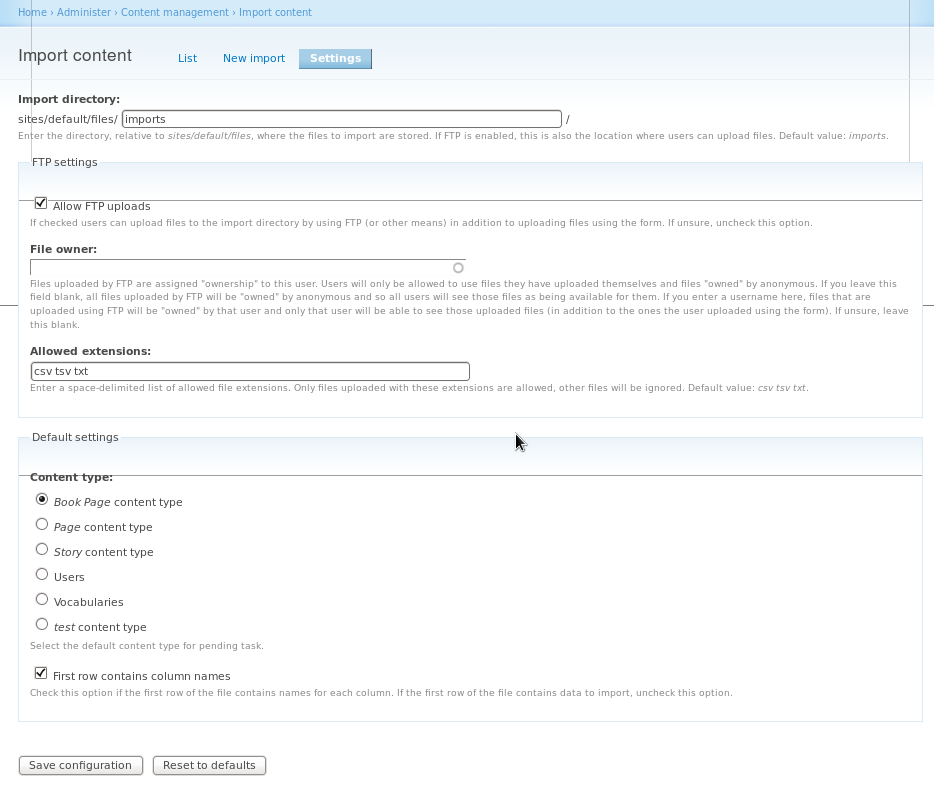 Home › Administer › Content management › Import content
Import content
List New import Settings
Import directory:
sites/default/files/ imports /
Enter the directory, relative to sites/default/files, where the files to import are stored. If FTP is enabled, this is also the location where users can upload files. Default value: imports.
FTP settings
Allow FTP uploads
If checked users can upload files to the import directory by using FTP (or other means) in addition to uploading files using the form. If unsure, uncheck this option.
File owner:
Files uploaded by FTP are assigned "ownership" to this user. Users will only be allowed to use files they have uploaded themselves and files "owned" by anonymous. If you leave this
field blank, all files uploaded by FTP will be "owned" by anonymous and so all users will see those files as being available for them. If you enter a username here, files that are
uploaded using FTP will be "owned" by that user and only that user will be able to see those uploaded files (in addition to the ones the user uploaded using the form). If unsure, leave
this blank.
Allowed extensions:
csv tsv txt
Enter a space-delimited list of allowed file extensions. Only files uploaded with these extensions are allowed, other files will be ignored. Default value: csv tsv txt.
Default settings
Content type:
Book Page content type
Page content type
Story content type
Users
Vocabularies
test content type
Select the default content type for pending task.
First row contains column names
Check this option if the first row of the file contains names for each column. If the first row of the file contains data to import, uncheck this option.
Save configuration Reset to defaults